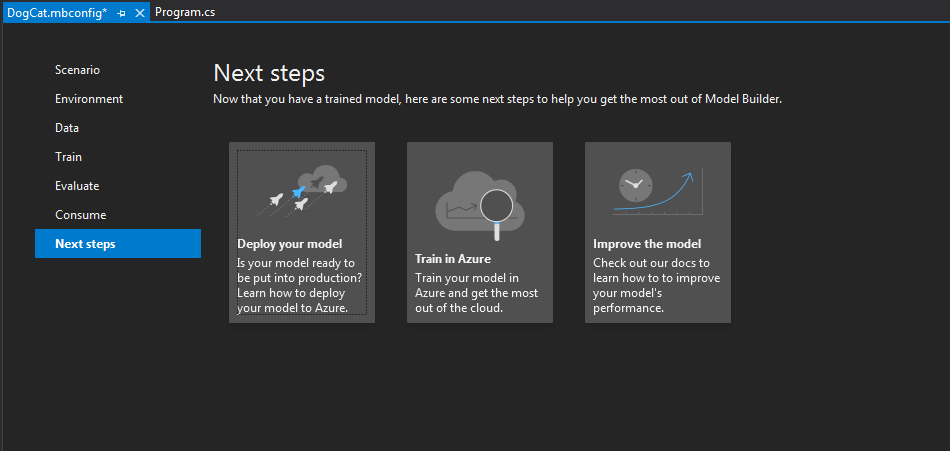 DogCat.mbconfig*
Program.cs
Scenario
Environment
Data
Train
Evaluate
Consume
Next steps
Next steps
Now that you have a trained model, here are some next steps to help you get the most out of Model Builder.
Deploy your model
Is your model ready to
be put into production?
Learn how to deploy
your model to Azure.
Train in Azure
Train your model in
Azure and get the most
out of the cloud.
Improve the model
Check out our docs to
learn how to to improve
your model's
performance.